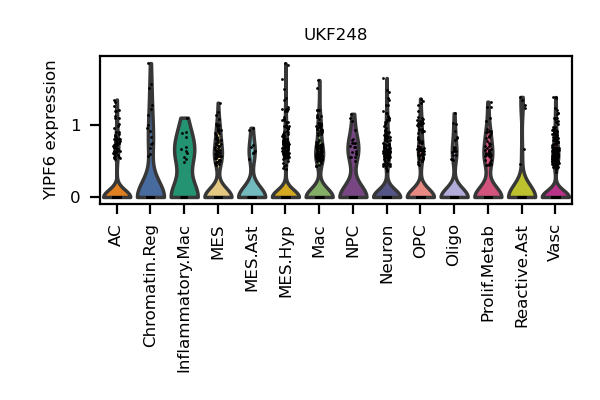 UKF248
YIPF6 expression
1
0
AC
Chromatin.Reg
Inflammatory.Mac
MES
MES.Ast
MES.Hyp
Mac
NPC
Neuron
OPC
Oligo
Prolif.Metab
Reactive.Ast
Vasc